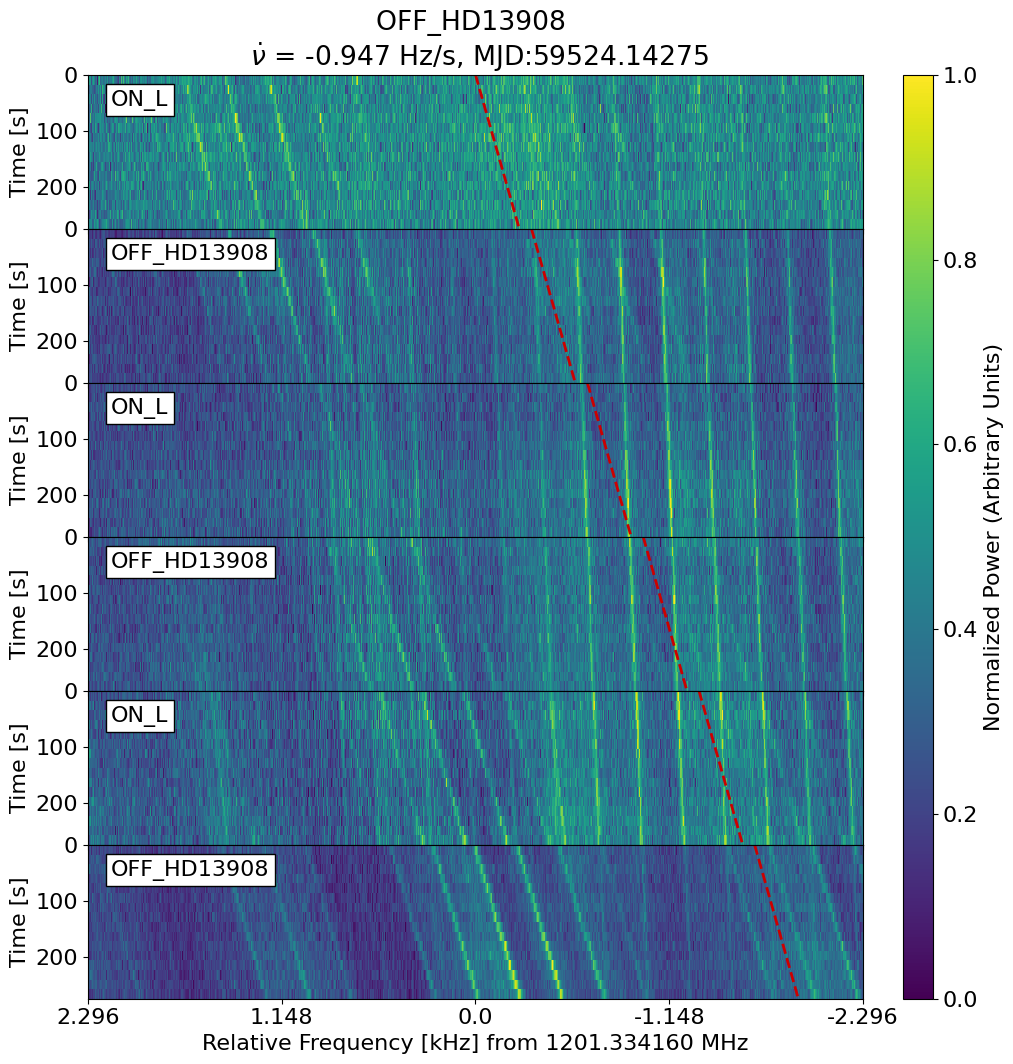 OFF_HD13908
ν̇ = -0.947 Hz/s, MJD:59524.14275
0
100
200
Time [s]
ON_L
0
100
200
Time [s]
OFF_HD13908
0
100
200
Time [s]
ON_L
0
100
200
Time [s]
OFF_HD13908
0
100
200
Time [s]
ON_L
0
100
200
Time [s]
OFF_HD13908
2.296 1.148 0.0 -1.148 -2.296
Relative Frequency [kHz] from 1201.334160 MHz
1.0
0.8
0.6
0.4
0.2
0.0
Normalized Power (Arbitrary Units)